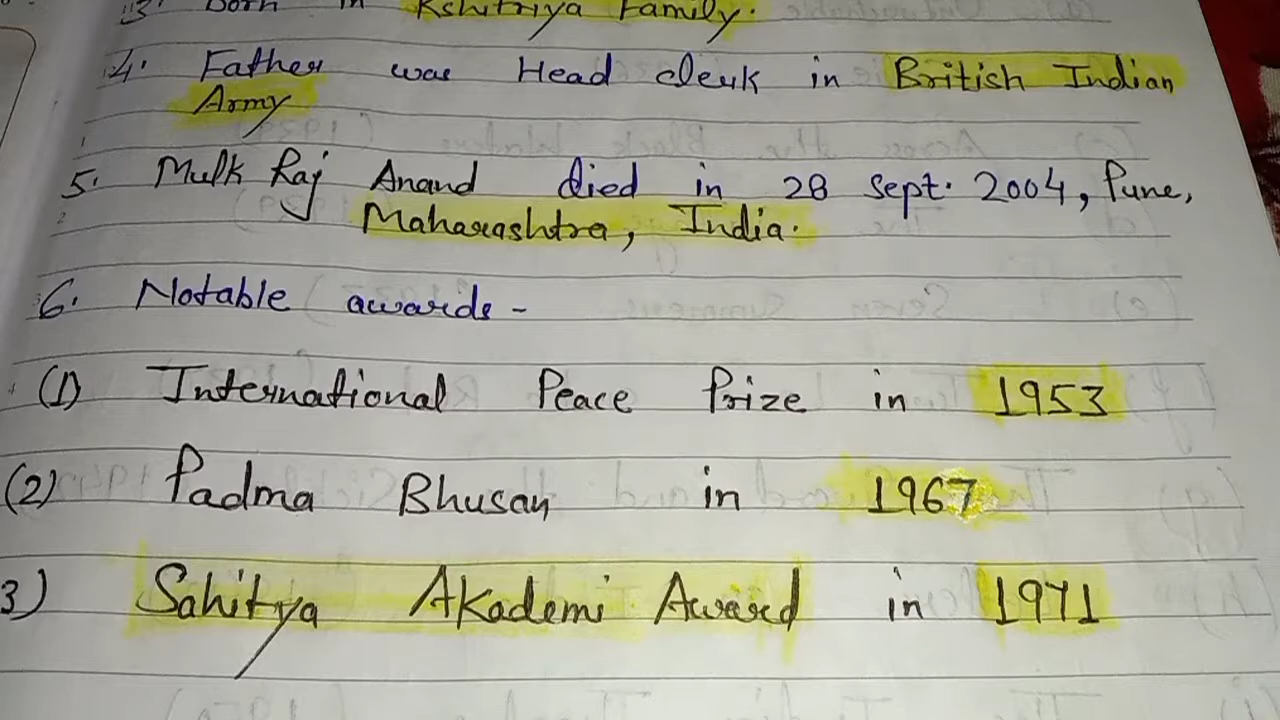 3. Born in Kshitriya Family.
4. Father was Head clerk in British Indian
Army
5. Mulk Raj Anand died in 28 Sept. 2004, Pune,
Maharashtra, India.
6. Notable awards -
(1) International Peace Prize in 1953
(2) Padma Bhusan in 1967
3) Sahitya Akademi Award in 1971